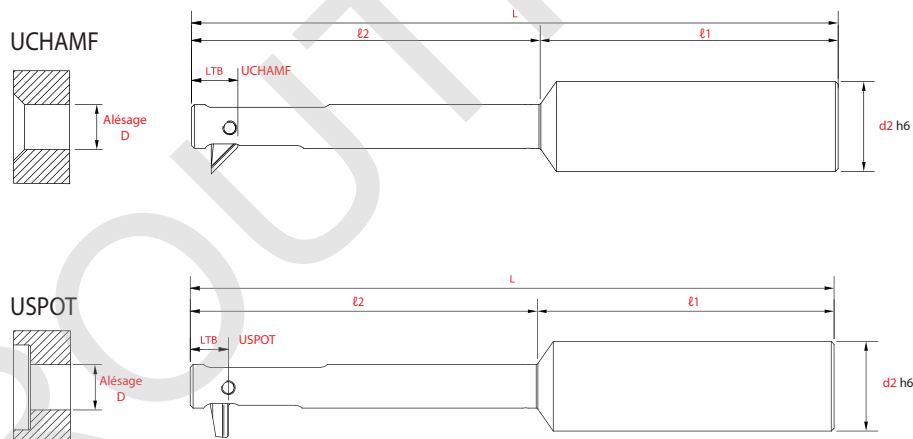 L
UCHAMF
ℓ2
ℓ1
LTB
UCHAMF
Alésage
D
d2 h6
L
USPOT
ℓ2
ℓ1
LTB
USPOT
Alésage
D
d2 h6